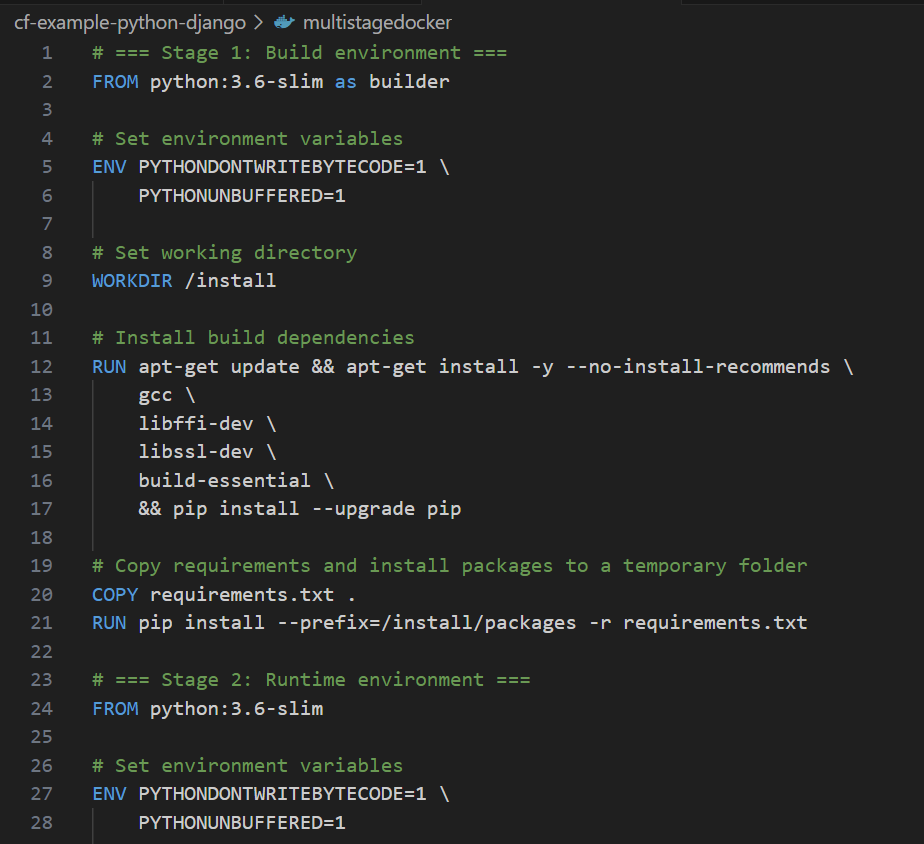 cf-example-python-django > multistagedocker
1 # === Stage 1: Build environment ===
2 FROM python:3.6-slim as builder
3
4 # Set environment variables
5 ENV PYTHONDONTWRITEBYTECODE=1 \
6 PYTHONUNBUFFERED=1
7
8 # Set working directory
9 WORKDIR /install
10
11 # Install build dependencies
12 RUN apt-get update && apt-get install -y --no-install-recommends \
13 gcc \
14 libffi-dev \
15 libssl-dev \
16 build-essential \
17 && pip install --upgrade pip
18
19 # Copy requirements and install packages to a temporary folder
20 COPY requirements.txt .
21 RUN pip install --prefix=/install/packages -r requirements.txt
22
23 # === Stage 2: Runtime environment ===
24 FROM python:3.6-slim
25
26 # Set environment variables
27 ENV PYTHONDONTWRITEBYTECODE=1 \
28 PYTHONUNBUFFERED=1